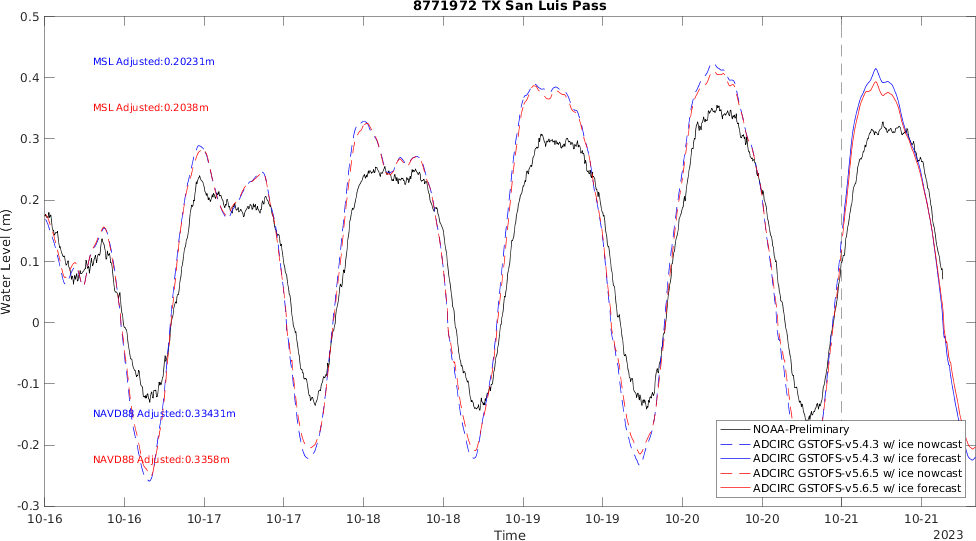 8771972 TX San Luis Pass
0.5
0.4
0.3
0.2
0.1
0
-0.1
-0.2
-0.3
Water Level (m)
MSL Adjusted:0.20231m
MSL Adjusted:0.2038m
NAVD88 Adjusted:0.33431m
NAVD88 Adjusted:0.3358m
NOAA-Preliminary
ADCIRC GSTOFS-v5.4.3 w/ ice nowcast
ADCIRC GSTOFS-v5.4.3 w/ ice forecast
ADCIRC GSTOFS-v5.6.5 w/ ice nowcast
ADCIRC GSTOFS-v5.6.5 w/ ice forecast
10-16 10-16 10-17 10-17 10-18 10-18 10-19 10-19 10-20 10-20 10-21 10-21
Time
2023